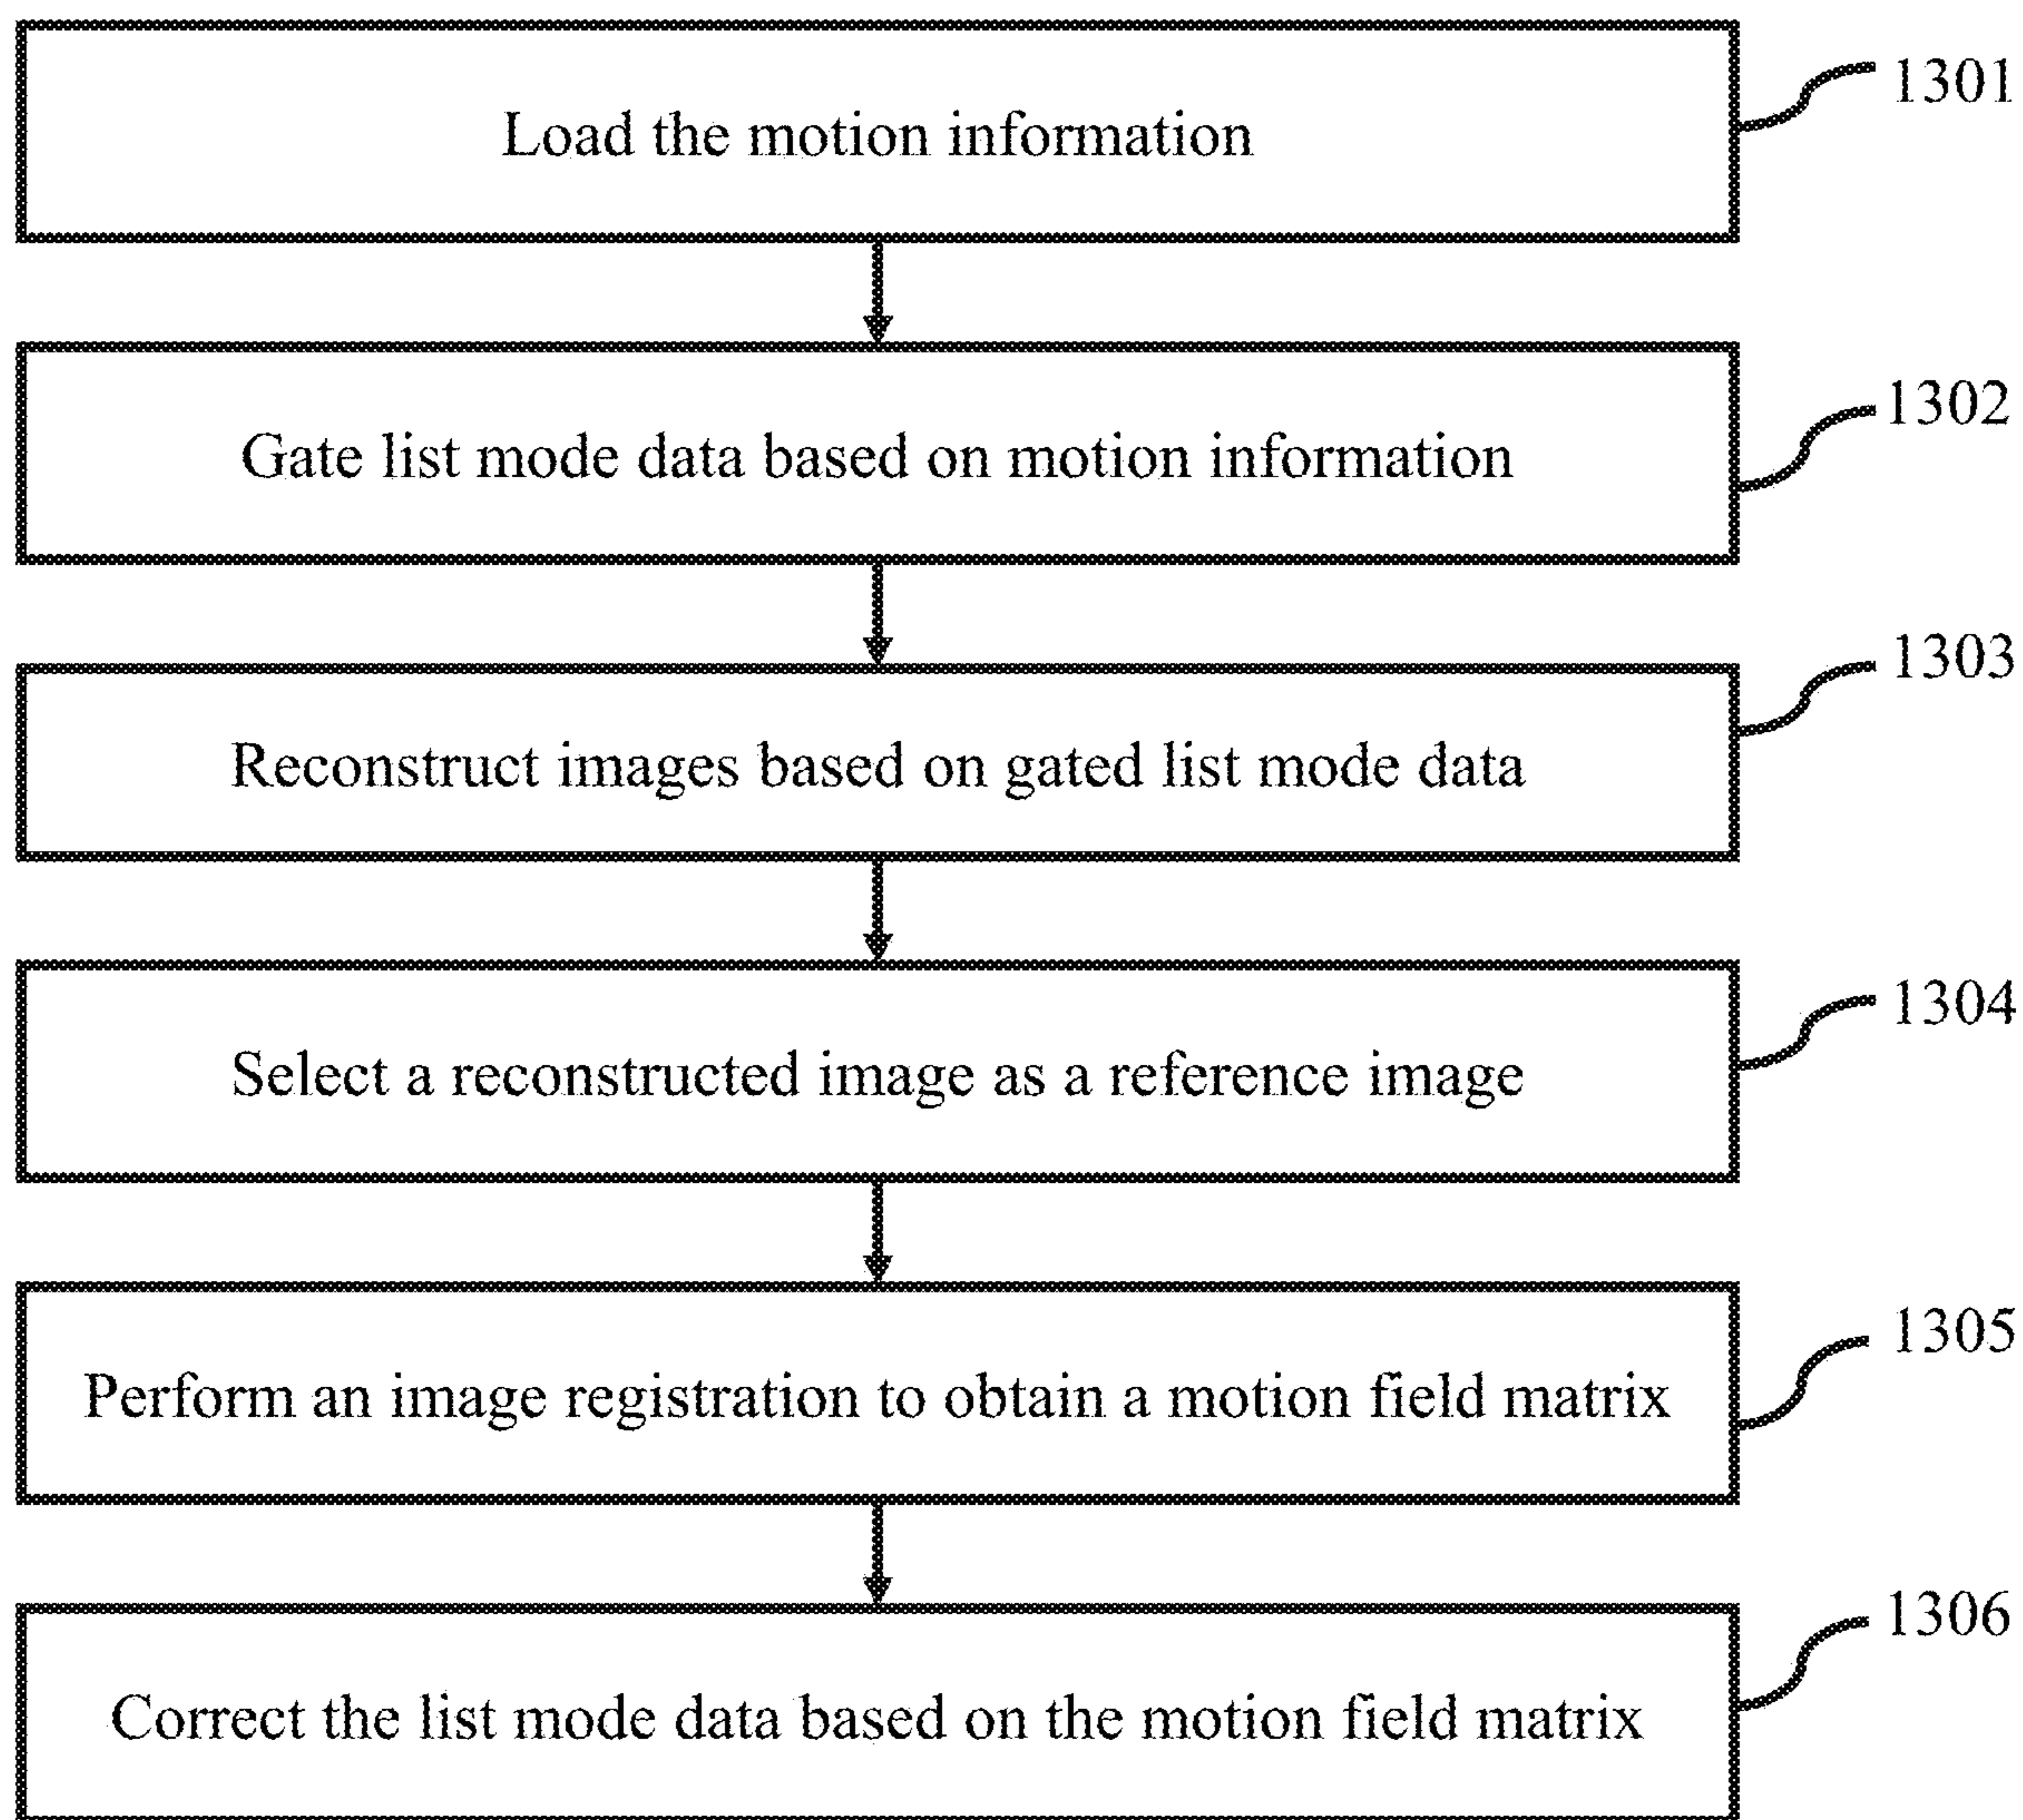 Load the motion information
1301
Gate list mode data based on motion information
1302
Reconstruct images based on gated list mode data
1303
Select a reconstructed image as a reference image
1304
Perform an image registration to obtain a motion field matrix
1305
Correct the list mode data based on the motion field matrix
1306